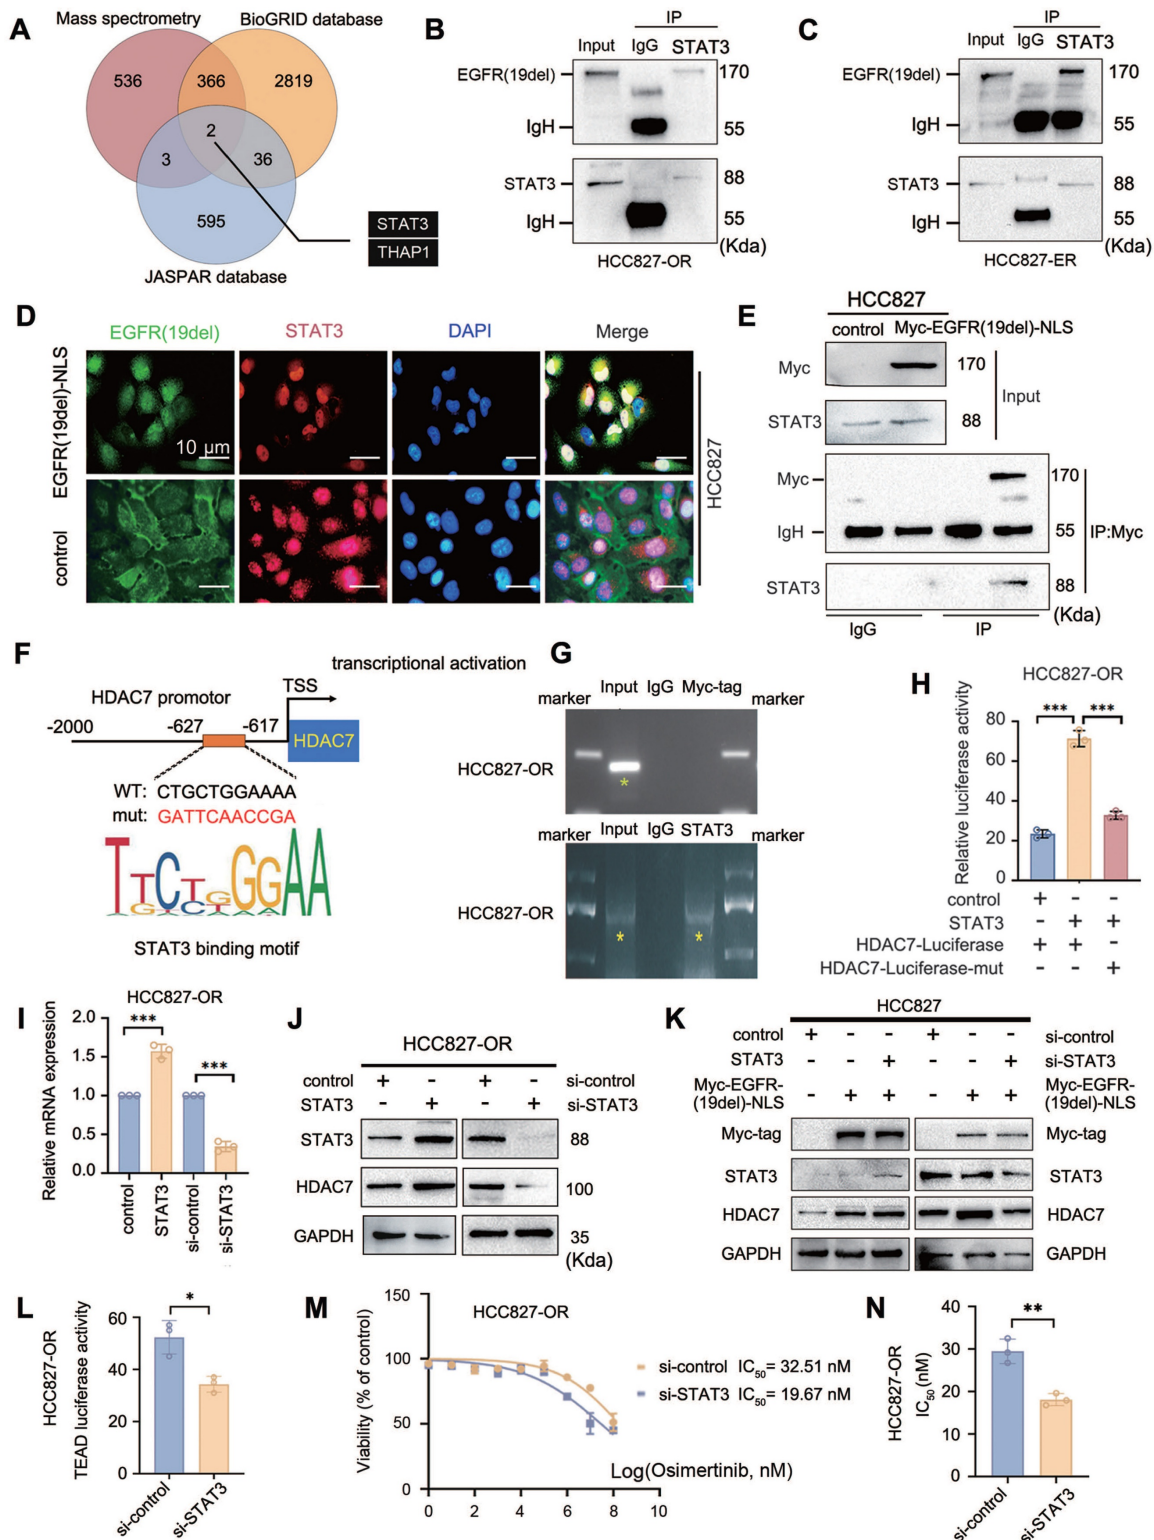 A
Mass spectrometry
BioGRID database
536
366
2819
2
3
36
595
STAT3
THAP1
JASPAR database
B
IP
Input IgG STAT3
EGFR(19del)
170
IgH
55
STAT3
88
IgH
55
(Kda)
HCC827-OR
C
IP
Input IgG STAT3
EGFR(19del)
170
IgH
55
STAT3
88
IgH
55
(Kda)
HCC827-ER
D
EGFR(19del) STAT3 DAPI Merge
EGFR(19del)-NLS
10 μm
control
HCC827
E
HCC827
control Myc-EGFR(19del)-NLS
Myc
170
STAT3
88
Input
Myc
170
IgH
55
IP:Myc
STAT3
88
(Kda)
IgG IP
F
transcriptional activation
HDAC7 promotor
TSS
-2000 -627 -617
HDAC7
WT: CTGCTGGAAAA
mut: GATTCAACCGA
STAT3 binding motif
G
marker Input IgG Myc-tag marker
HCC827-OR
*
marker Input IgG STAT3 marker
HCC827-OR
* *
H
HCC827-OR
Relative luciferase activity
*** ***
80
60
40
20
0
control + - -
STAT3 - + +
HDAC7-Luciferase + + -
HDAC7-Luciferase-mut - - +
I
HCC827-OR
Relative mRNA expression
*** ***
2.0
1.5
1.0
0.5
0.0
control
STAT3
si-control
si-STAT3
J
HCC827-OR
control + - + - si-control
STAT3 - + - + si-STAT3
STAT3
88
HDAC7
100
GAPDH
35
(Kda)
K
HCC827
control + - - + - - si-control
STAT3 - - + - - + si-STAT3
Myc-EGFR-(19del)-NLS - + + - + + Myc-EGFR-(19del)-NLS
Myc-tag Myc-tag
STAT3 STAT3
HDAC7 HDAC7
GAPDH GAPDH
L
HCC827-OR
TEAD luciferase activity
*
60
40
20
0
si-control
si-STAT3
M
HCC827-OR
Viability (% of control)
150
100
50
0
0 2 4 6 8 10
Log(Osimertinib, nM)
si-control IC50= 32.51 nM
si-STAT3 IC50= 19.67 nM
N
HCC827-OR
IC50 (nM)
**
40
30
20
10
0
si-control
si-STAT3